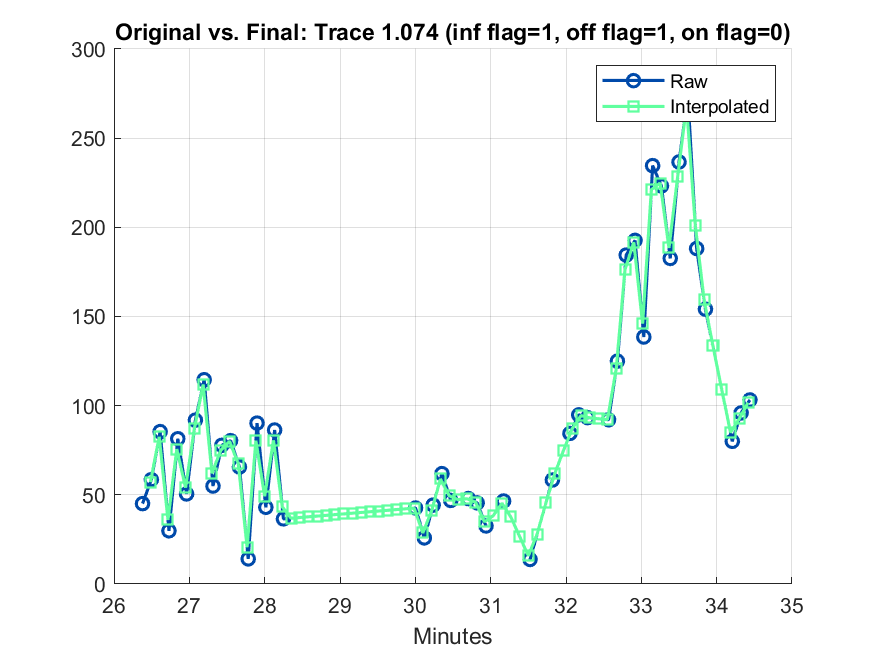 Original vs. Final: Trace 1.074 (inf flag=1, off flag=1, on flag=0)
300
250
200
150
100
50
0
Raw
Interpolated
26 27 28 29 30 31 32 33 34 35
Minutes